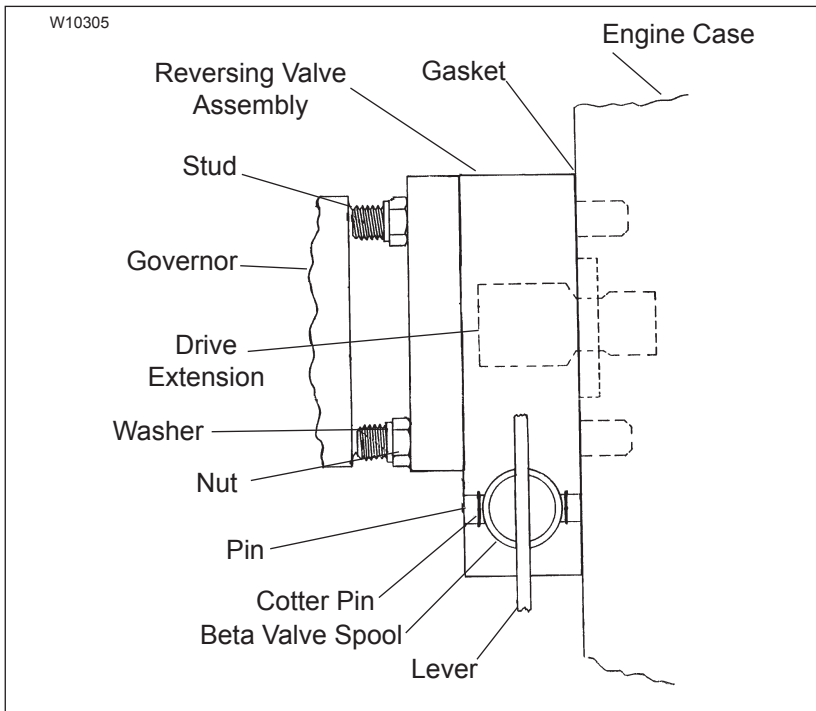 W10305
Engine Case
Reversing Valve
Assembly
Gasket
Stud
Governor
Drive
Extension
Washer
Nut
Pin
Cotter Pin
Beta Valve Spool
Lever